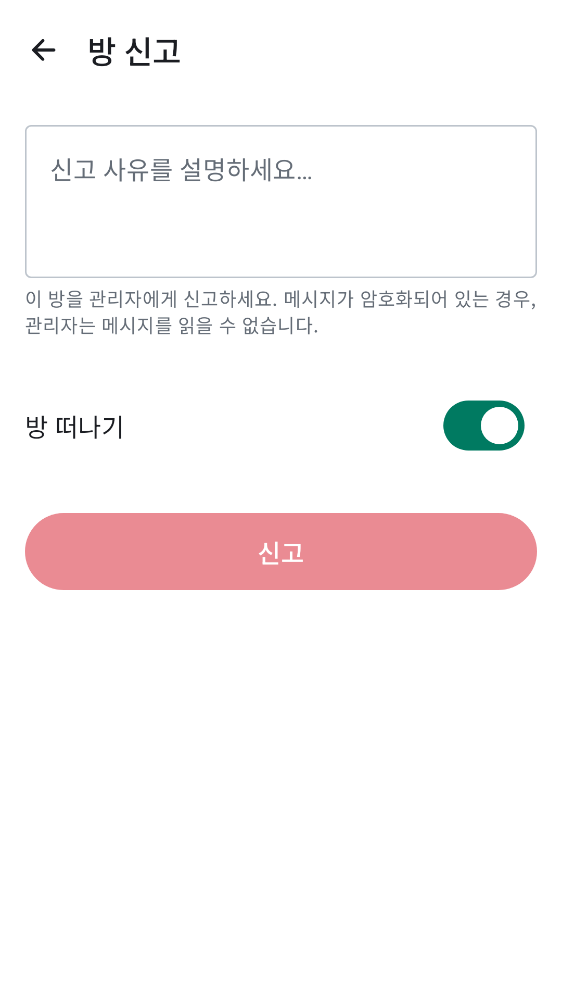 방 신고
신고 사유를 설명하세요...
이 방을 관리자에게 신고하세요. 메시지가 암호화되어 있는 경우,
관리자는 메시지를 읽을 수 없습니다.
방 떠나기
신고